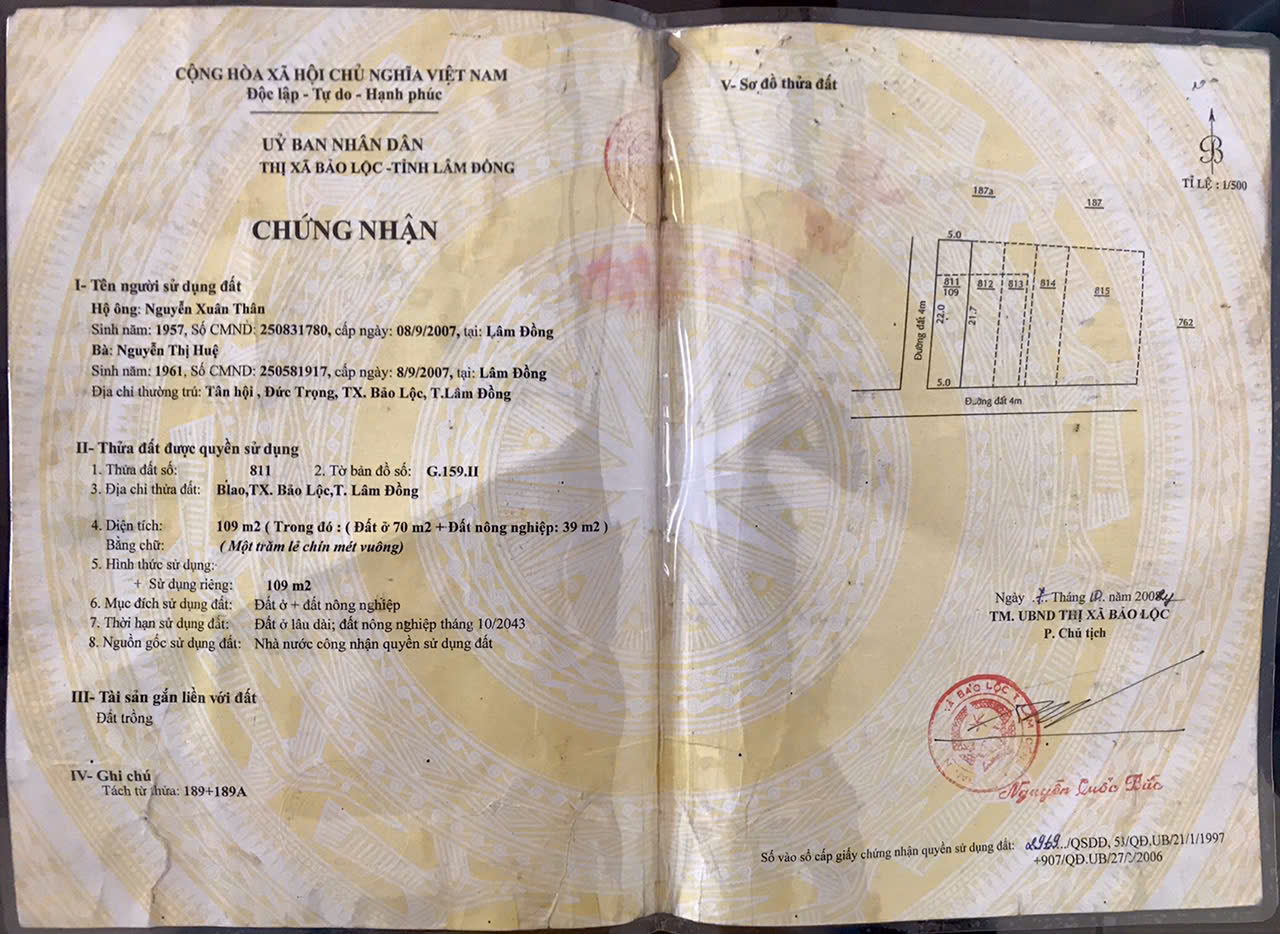 CỘNG HÒA XÃ HỘI CHỦ NGHĨA VIỆT NAM
Độc lập - Tự do - Hạnh phúc
UỶ BAN NHÂN DÂN
THỊ XÃ BẢO LỘC -TỈNH LÂM ĐỒNG
CHỨNG NHẬN
I- Tên người sử dụng đất
Hộ ông: Nguyễn Xuân Thân
Sinh năm: 1957, Số CMND: 250831780, cấp ngày: 08/9/2007, tại: Lâm Đồng
Bà: Nguyễn Thị Huệ
Sinh năm: 1961, Số CMND: 250581917, cấp ngày: 8/9/2007, tại: Lâm Đồng
Địa chỉ thường trú: Tân hội , Đức Trọng, TX. Bảo Lộc, T.Lâm Đồng
II- Thửa đất được quyền sử dụng
1. Thửa đất số: 811 2. Tờ bản đồ số: G.159.II
3. Địa chỉ thửa đất: Blao,TX. Bảo Lộc,T. Lâm Đồng
4. Diện tích: 109 m2 ( Trong đó : ( Đất ở 70 m2 + Đất nông nghiệp: 39 m2 )
Bằng chữ: ( Một trăm lẻ chín mét vuông)
5. Hình thức sử dụng:
+ Sử dụng riêng: 109 m2
6. Mục đích sử dụng đất: Đất ở + đất nông nghiệp
7. Thời hạn sử dụng đất: Đất ở lâu dài; đất nông nghiệp tháng 10/2043
8. Nguồn gốc sử dụng đất: Nhà nước công nhận quyền sử dụng đất
III- Tài sản gắn liền với đất
Đất trống
IV- Ghi chú
Tách từ thửa: 189+189A
V- Sơ đồ thửa đất
B
TỈ LỆ : 1/500
187a
187
5.0
811
109
812
813
814
815
762
22.0
21.7
5.0
Đường đất 4m
Đường đất 4m
Ngày Tháng 10. năm 2008
TM. UBND THỊ XÃ BẢO LỘC
P. Chủ tịch
Nguyễn Quốc Bắc
Số vào sổ cấp giấy chứng nhận quyền sử dụng đất: 2969../QSDĐ, 53/QĐ.UB/21/1/1997
+907/QĐ.UB/27/2/2006